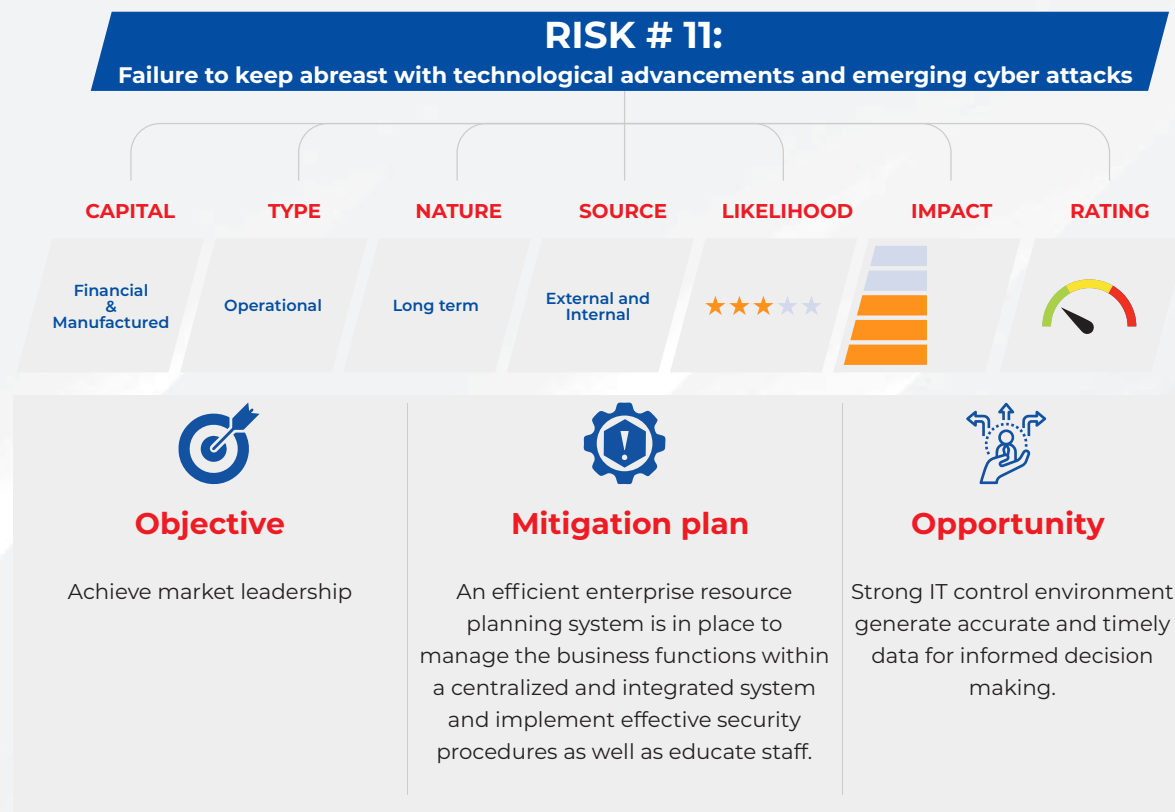 RISK # 11:
Failure to keep abreast with technological advancements and emerging cyber attacks
CAPITAL
TYPE
NATURE
SOURCE
LIKELIHOOD
IMPACT
RATING
Financial
&
Manufactured
Operational
Long term
External and
Internal
Objective
Achieve market leadership
Mitigation plan
An efficient enterprise resource
planning system is in place to
manage the business functions within
a centralized and integrated system
and implement effective security
procedures as well as educate staff.
Opportunity
Strong IT control environment
generate accurate and timely
data for informed decision
making.